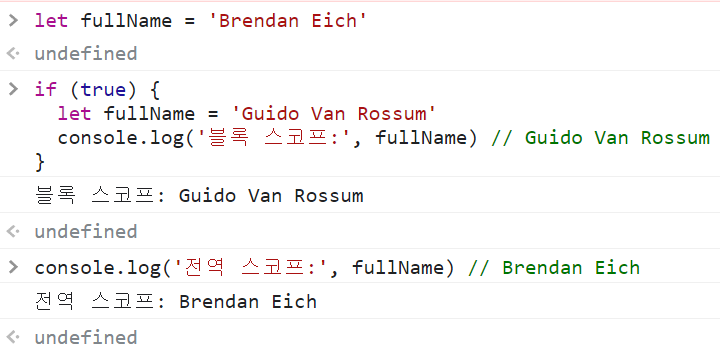 let fullName = 'Brendan Eich'
undefined
if (true) {
  let fullName = 'Guido Van Rossum'
  console.log('블록 스코프:', fullName) // Guido Van Rossum
}
블록 스코프: Guido Van Rossum
undefined
console.log('전역 스코프:', fullName) // Brendan Eich
전역 스코프: Brendan Eich
undefined